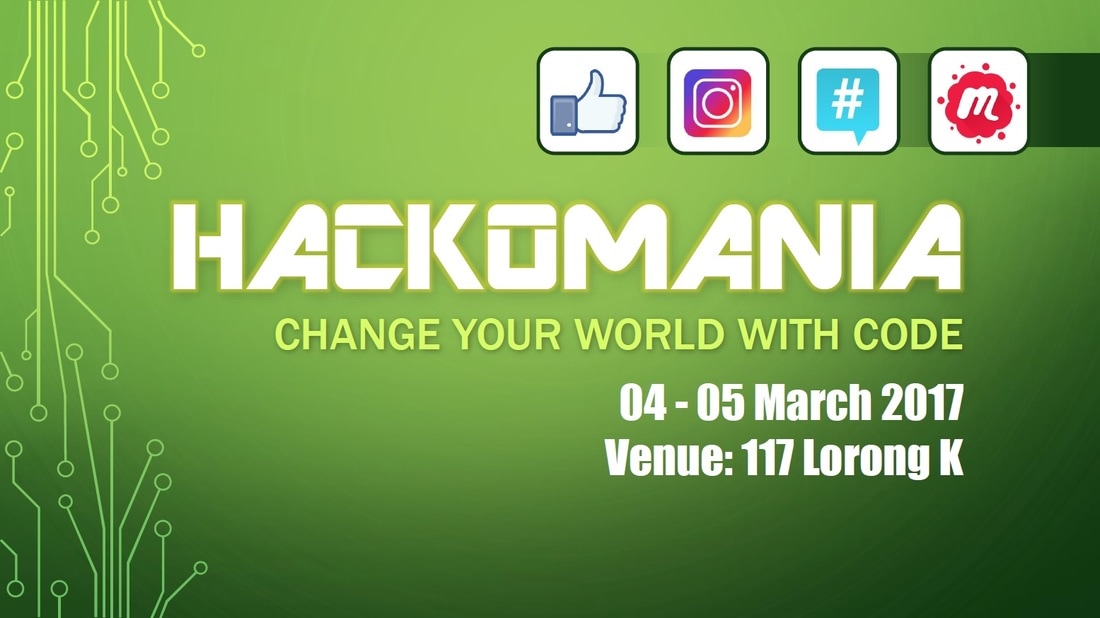 #
m
HACKOMANIA
CHANGE YOUR WORLD WITH CODE
04 - 05 March 2017
Venue: 117 Lorong K